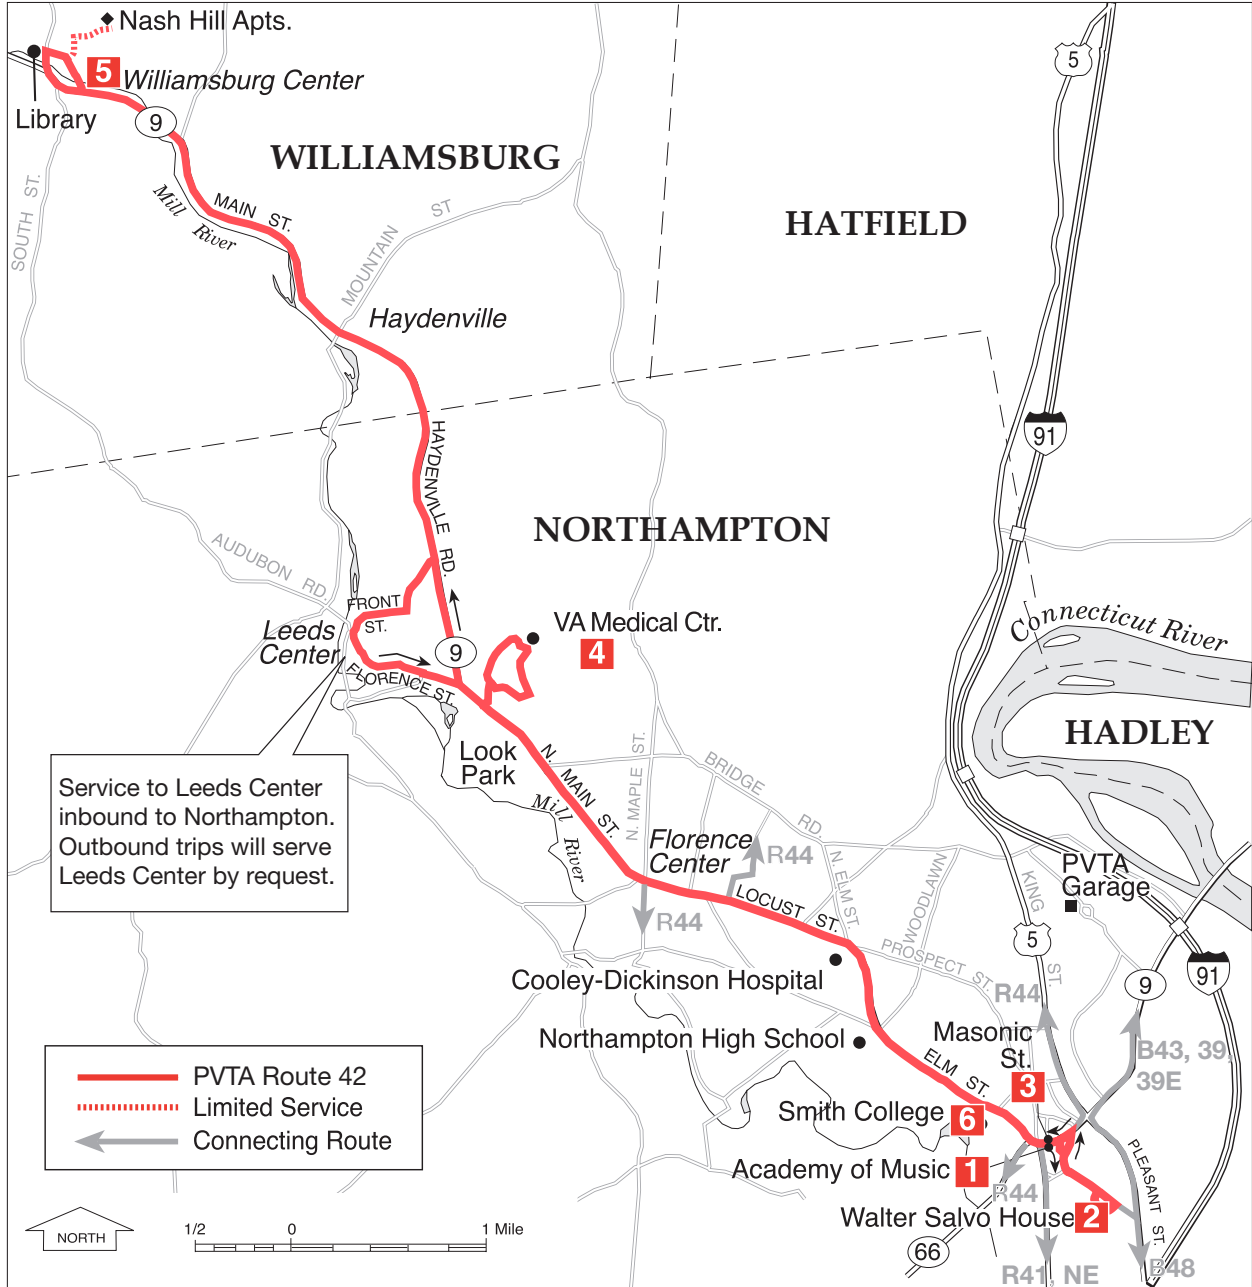 Nash Hill Apts.
5
Williamsburg Center
Library
9
5
WILLIAMSBURG
HATFIELD
SOUTH ST.
Mill River
MAIN ST.
MOUNTAIN ST
Haydenville
91
HAYDENVILLE RD.
NORTHAMPTON
AUDUBON RD.
FRONT
ST.
Leeds
Center
FLORENCE ST.
9
VA Medical Ctr.
4
Connecticut River
HADLEY
Look
Park
N. MAIN ST.
N. MAPLE ST.
BRIDGE RD.
Mill River
Service to Leeds Center
inbound to Northampton.
Outbound trips will serve
Leeds Center by request.
Florence
Center
R44
R44
LOCUST ST.
N. ELM ST.
WOODLAWN
KING ST.
PVTA
Garage
5
91
9
PROSPECT ST.
Cooley-Dickinson Hospital
R44
Northampton High School
Masonic
St.
3
B43, 39,
39E
ELM ST.
Smith College
6
Academy of Music
1
R44
Walter Salvo House
2
PLEASANT ST.
66
R41, NE
B48
PVTA Route 42
Limited Service
Connecting Route
NORTH
1/2 0 1 Mile